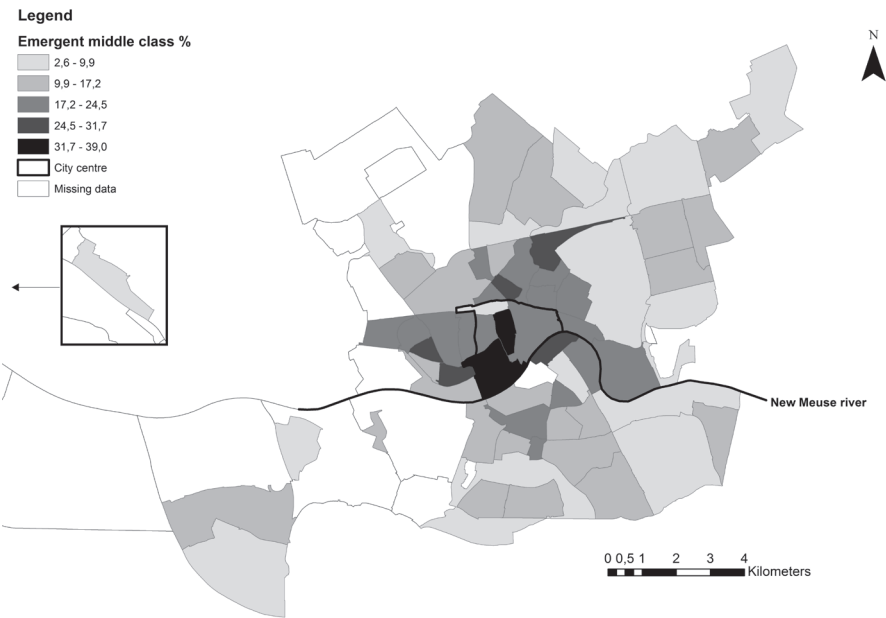 Legend
Emergent middle class %
2,6 - 9,9
9,9 - 17,2
17,2 - 24,5
24,5 - 31,7
31,7 - 39,0
City centre
Missing data
N
New Meuse river
0 0,5 1 2 3 4
Kilometers